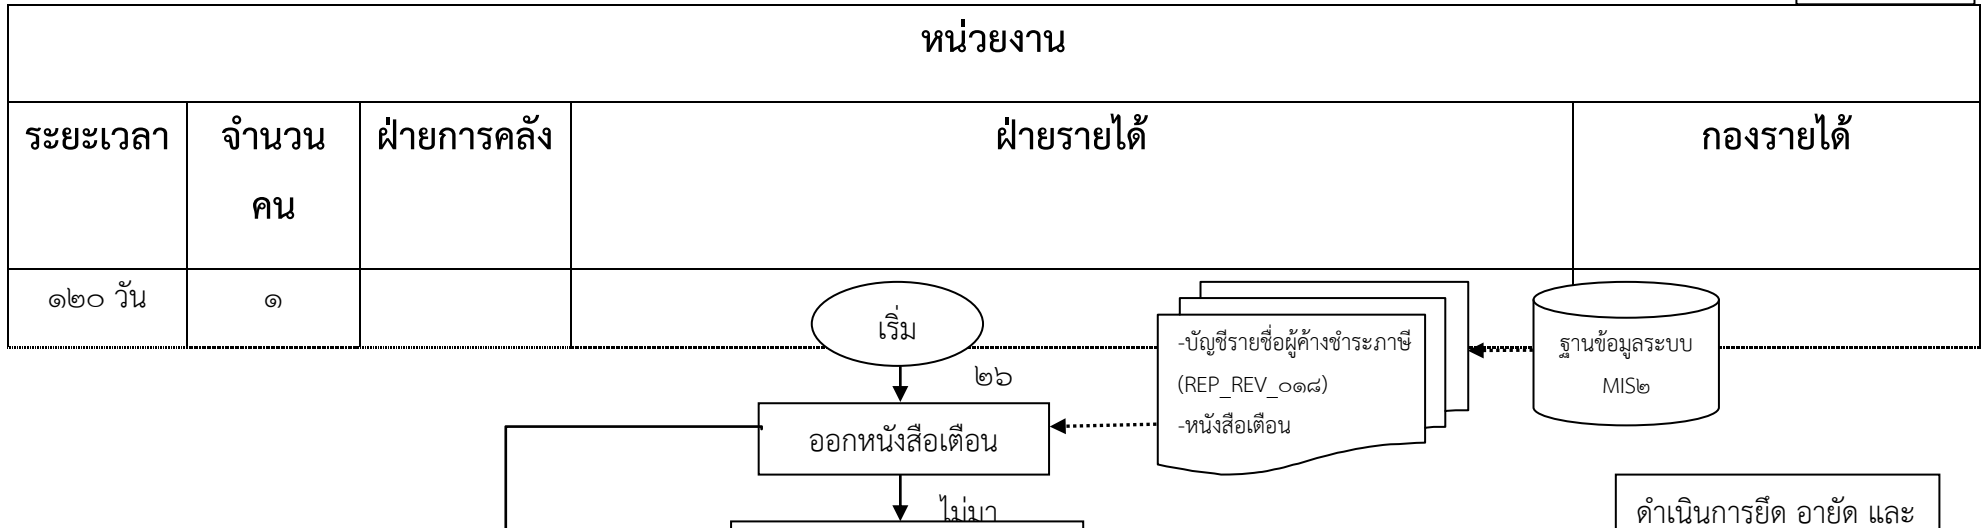 หน่วยงาน
ระยะเวลา
จำนวน
คน
ฝ่ายการคลัง
ฝ่ายรายได้
กองรายได้
๑๒๐ วัน
๑
เริ่ม
-บัญชีรายชื่อผู้ค้างชำระภาษี
(REP_REV_๐๑๘)
-หนังสือเตือน
ฐานข้อมูลระบบ
MIS๒
๒๖
ออกหนังสือเตือน
ไม่มา
ดำเนินการยึด อายัด และ